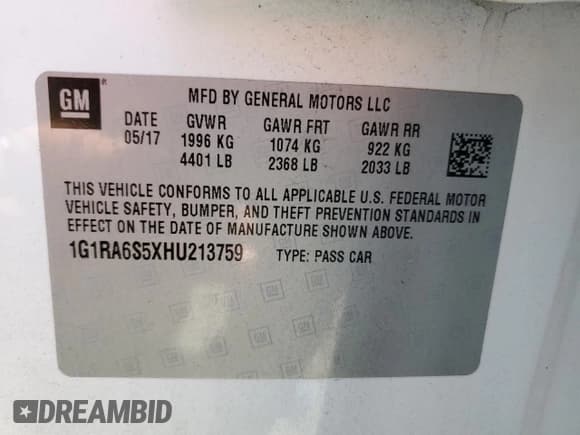 GM
MFD BY GENERAL MOTORS LLC
DATE GVWR GAWR FRT GAWR RR
05/17 1996 KG 1074 KG 922 KG
4401 LB 2368 LB 2033 LB
THIS VEHICLE CONFORMS TO ALL APPLICABLE U.S. FEDERAL MOTOR
VEHICLE SAFETY, BUMPER, AND THEFT PREVENTION STANDARDS IN
EFFECT ON THE DATE OF MANUFACTURE SHOWN ABOVE.
1G1RA6S5XHU213759 TYPE: PASS CAR
DREAMBID